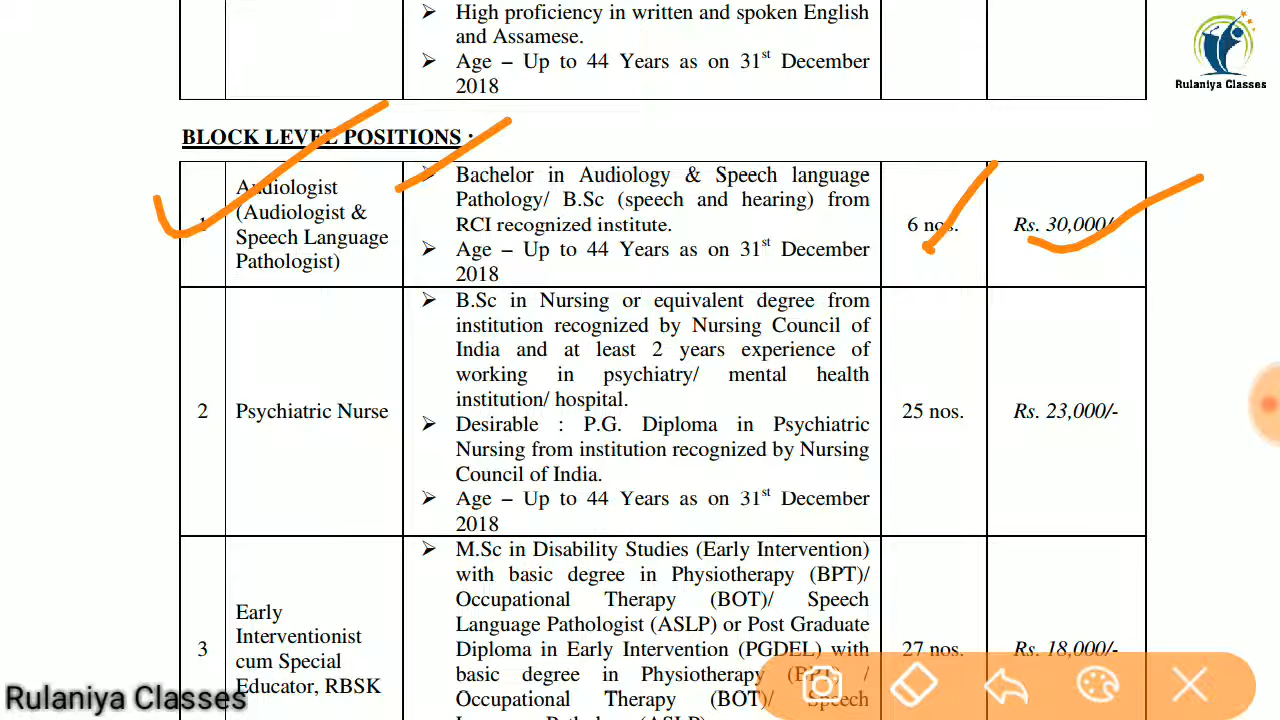 High proficiency in written and spoken English
and Assamese.
Age – Up to 44 Years as on 31st December
2018
Rulaniya Classes
BLOCK LEVEL POSITIONS :
1
Audiologist
(Audiologist &
Speech Language
Pathologist)
Bachelor in Audiology & Speech language
Pathology/ B.Sc (speech and hearing) from
RCI recognized institute.
Age – Up to 44 Years as on 31st December
2018
6 nos.
Rs. 30,000/-
2
Psychiatric Nurse
B.Sc in Nursing or equivalent degree from
institution recognized by Nursing Council of
India and at least 2 years experience of
working in psychiatry/ mental health
institution/ hospital.
Desirable : P.G. Diploma in Psychiatric
Nursing from institution recognized by Nursing
Council of India.
Age – Up to 44 Years as on 31st December
2018
25 nos.
Rs. 23,000/-
3
Early
Interventionist
cum Special
Educator, RBSK
M.Sc in Disability Studies (Early Intervention)
with basic degree in Physiotherapy (BPT)/
Occupational Therapy (BOT)/ Speech
Language Pathologist (ASLP) or Post Graduate
Diploma in Early Intervention (PGDEL) with
basic degree in Physiotherapy (BPT) /
Occupational Therapy (BOT)/ Speech
27 nos.
Rs. 18,000/-
Rulaniya Classes